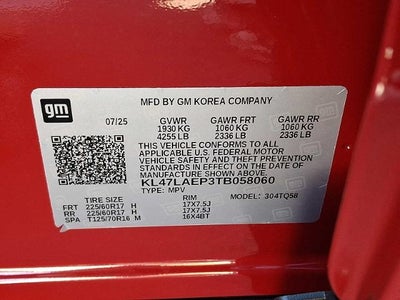 gm
MFD BY GM KOREA COMPANY
07/25 GVWR GAWR FRT GAWR RR
1930 KG 1060 KG 1060 KG
4255 LB 2336 LB 2336 LB
THIS VEHICLE CONFORMS TO ALL
APPLICABLE U.S. FEDERAL MOTOR
VEHICLE SAFETY AND THEFT PREVENTION
STANDARDS IN EFFECT ON THE DATE OF
MANUFACTURE SHOWN ABOVE.
KL47LAEP3TB058060
TYPE: MPV MODEL: 304TQ58
TIRE SIZE RIM
FRT 225/60R17 H 17X7.5J
RR 225/60R17 H 17X7.5J
SPA T125/70R16 M 16X4BT